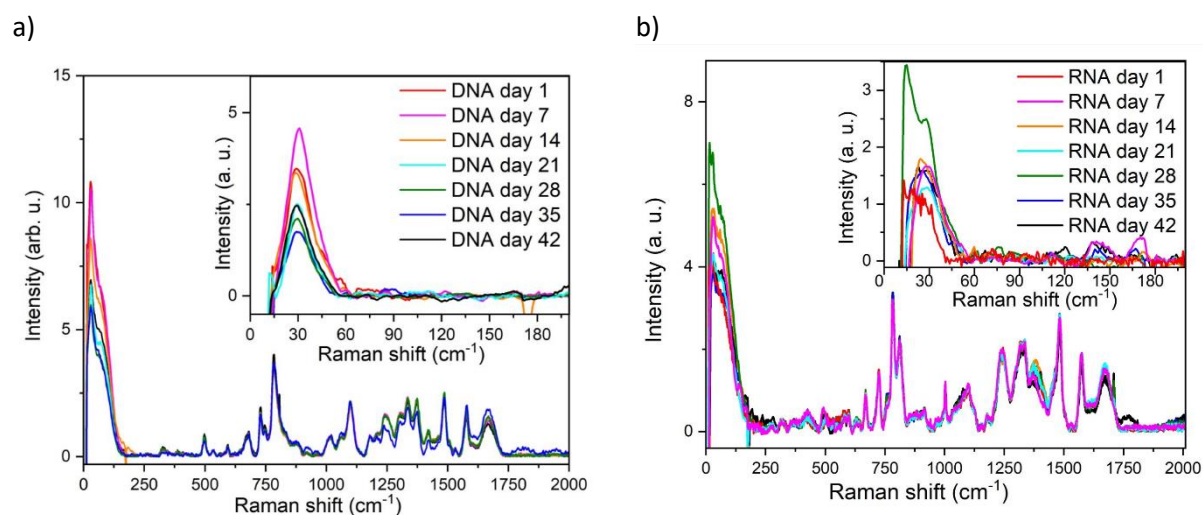 a)
15
10
5
0
Intensity (arb. u.)
0 250 500 750 1000 1250 1500 1750 2000
Raman shift (cm⁻¹)
5
0
Intensity (a. u.)
0 30 60 90 120 150 180
Raman shift (cm⁻¹)
DNA day 1
DNA day 7
DNA day 14
DNA day 21
DNA day 28
DNA day 35
DNA day 42
b)
8
4
0
Intensity (a. u.)
0 250 500 750 1000 1250 1500 1750 2000
Raman shift (cm⁻¹)
3
2
1
0
Intensity (a. u.)
0 30 60 90 120 150 180
Raman shift (cm⁻¹)
RNA day 1
RNA day 7
RNA day 14
RNA day 21
RNA day 28
RNA day 35
RNA day 42